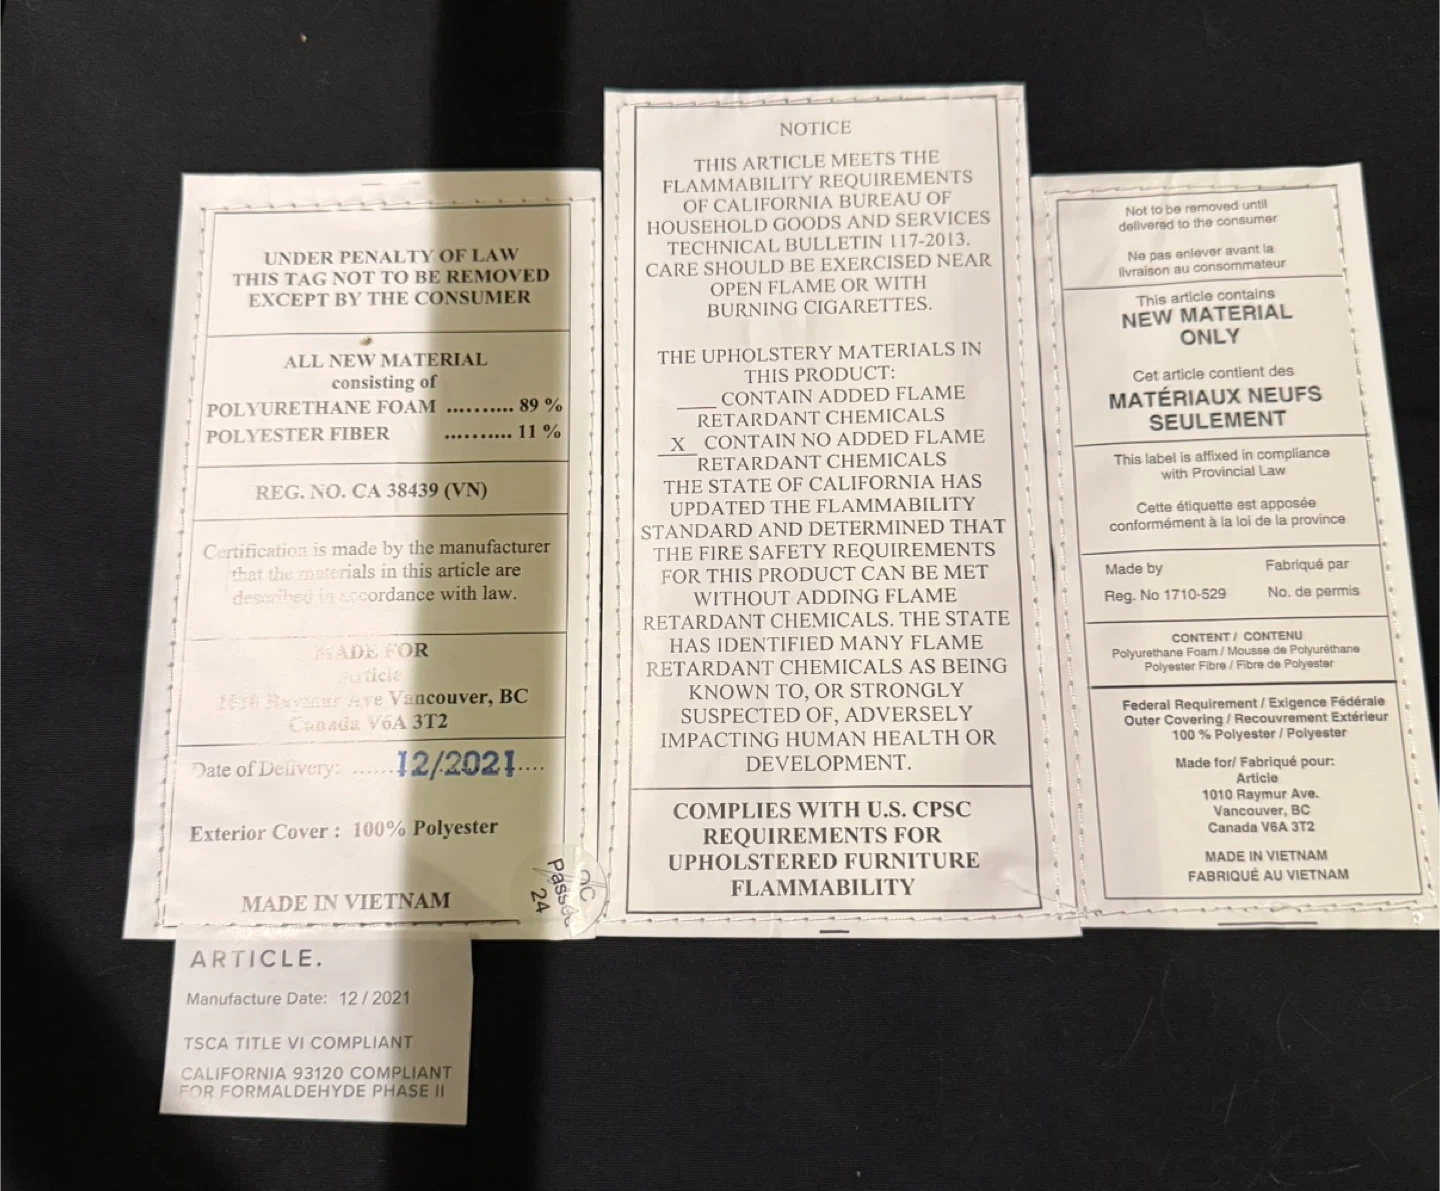 UNDER PENALTY OF LAW
THIS TAG NOT TO BE REMOVED
EXCEPT BY THE CONSUMER
ALL NEW MATERIAL
consisting of
POLYURETHANE FOAM .......... 89 %
POLYESTER FIBER .......... 11 %
REG. NO. CA 38439 (VN)
Certification is made by the manufacturer
that the materials in this article are
described in accordance with law.
MADE FOR
Article
Raymur Ave Vancouver, BC
Canada V6A 3T2
Date of Delivery: ......12/2021....
Exterior Cover : 100% Polyester
MADE IN VIETNAM
QC
Passed
24
ARTICLE.
Manufacture Date: 12 / 2021
TSCA TITLE VI COMPLIANT
CALIFORNIA 93120 COMPLIANT
FOR FORMALDEHYDE PHASE II
NOTICE
THIS ARTICLE MEETS THE
FLAMMABILITY REQUIREMENTS
OF CALIFORNIA BUREAU OF
HOUSEHOLD GOODS AND SERVICES
TECHNICAL BULLETIN 117-2013.
CARE SHOULD BE EXERCISED NEAR
OPEN FLAME OR WITH
BURNING CIGARETTES.
THE UPHOLSTERY MATERIALS IN
THIS PRODUCT:
____ CONTAIN ADDED FLAME
RETARDANT CHEMICALS
X CONTAIN NO ADDED FLAME
RETARDANT CHEMICALS
THE STATE OF CALIFORNIA HAS
UPDATED THE FLAMMABILITY
STANDARD AND DETERMINED THAT
THE FIRE SAFETY REQUIREMENTS
FOR THIS PRODUCT CAN BE MET
WITHOUT ADDING FLAME
RETARDANT CHEMICALS. THE STATE
HAS IDENTIFIED MANY FLAME
RETARDANT CHEMICALS AS BEING
KNOWN TO, OR STRONGLY
SUSPECTED OF, ADVERSELY
IMPACTING HUMAN HEALTH OR
DEVELOPMENT.
COMPLIES WITH U.S. CPSC
REQUIREMENTS FOR
UPHOLSTERED FURNITURE
FLAMMABILITY
Not to be removed until
delivered to the consumer
Ne pas enlever avant la
livraison au consommateur
This article contains
NEW MATERIAL
ONLY
Cet article contient des
MATÉRIAUX NEUFS
SEULEMENT
This label is affixed in compliance
with Provincial Law
Cette étiquette est apposée
conformément à la loi de la province
Made by Fabriqué par
Reg. No 1710-529 No. de permis
CONTENT / CONTENU
Polyurethane Foam / Mousse de Polyuréthane
Polyester Fibre / Fibre de Polyester
Federal Requirement / Exigence Fédérale
Outer Covering / Recouvrement Extérieur
100 % Polyester / Polyester
Made for/ Fabriqué pour:
Article
1010 Raymur Ave.
Vancouver, BC
Canada V6A 3T2
MADE IN VIETNAM
FABRIQUÉ AU VIETNAM